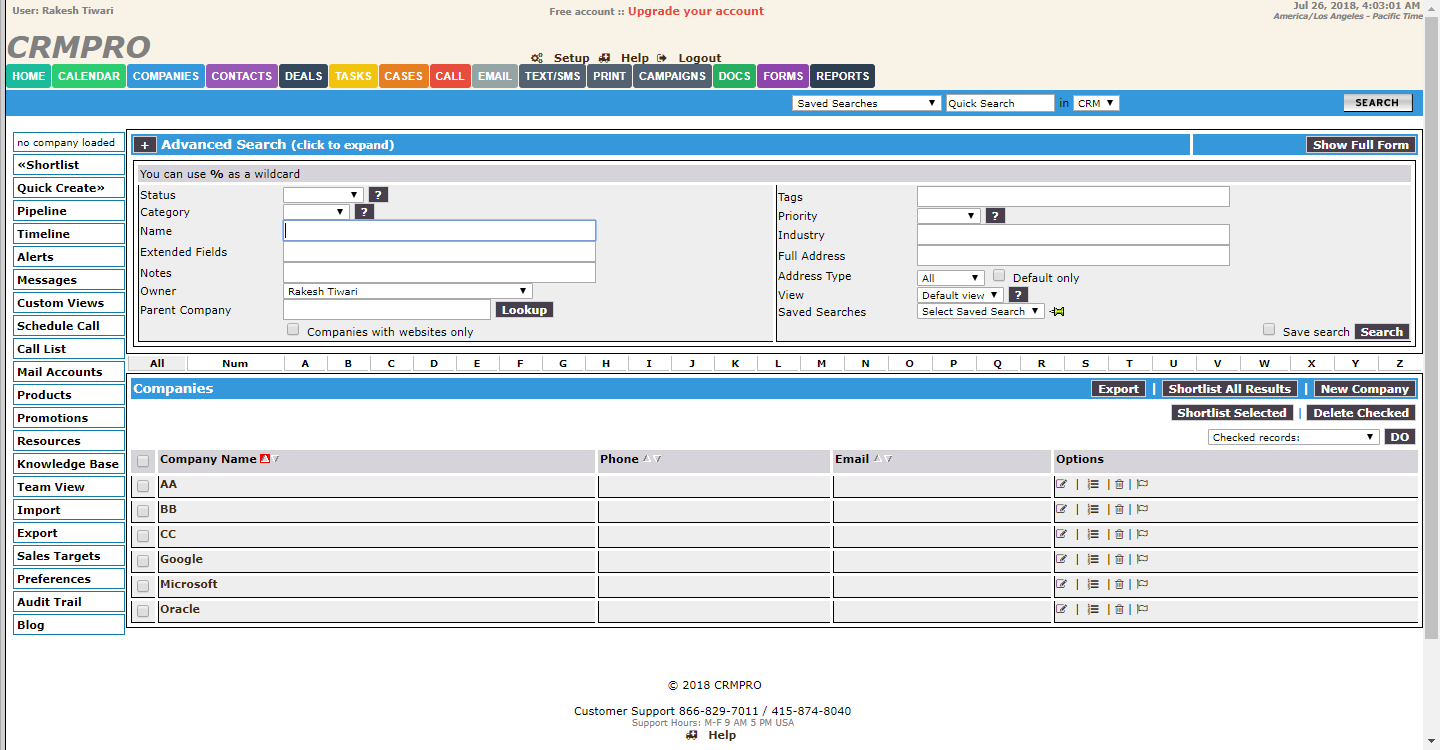 User: Rakesh Tiwari
Free account :: Upgrade your account
Jul 26, 2018, 4:03:01 AM
America/Los Angeles - Pacific Time
CRMPRO
Setup Help Logout
HOME CALENDAR COMPANIES CONTACTS DEALS TASKS CASES CALL EMAIL TEXT/SMS PRINT CAMPAIGNS DOCS FORMS REPORTS
Saved Searches Quick Search in CRM SEARCH
no company loaded
«Shortlist
Quick Create»
Pipeline
Timeline
Alerts
Messages
Custom Views
Schedule Call
Call List
Mail Accounts
Products
Promotions
Resources
Knowledge Base
Team View
Import
Export
Sales Targets
Preferences
Audit Trail
Blog
+ Advanced Search (click to expand) Show Full Form
You can use % as a wildcard
Status ?
Category ?
Name
Extended Fields
Notes
Owner Rakesh Tiwari
Parent Company Lookup
Companies with websites only
Tags
Priority ?
Industry
Full Address
Address Type All Default only
View Default view ?
Saved Searches Select Saved Search
Save search Search
All Num A B C D E F G H I J K L M N O P Q R S T U V W X Y Z
Companies Export | Shortlist All Results | New Company
Shortlist Selected | Delete Checked
Checked records: DO
Company Name Phone Email Options
AA | | |
BB | | |
CC | | |
Google | | |
Microsoft | | |
Oracle | | |
© 2018 CRMPRO
Customer Support 866-829-7011 / 415-874-8040
Support Hours: M-F 9 AM 5 PM USA
Help